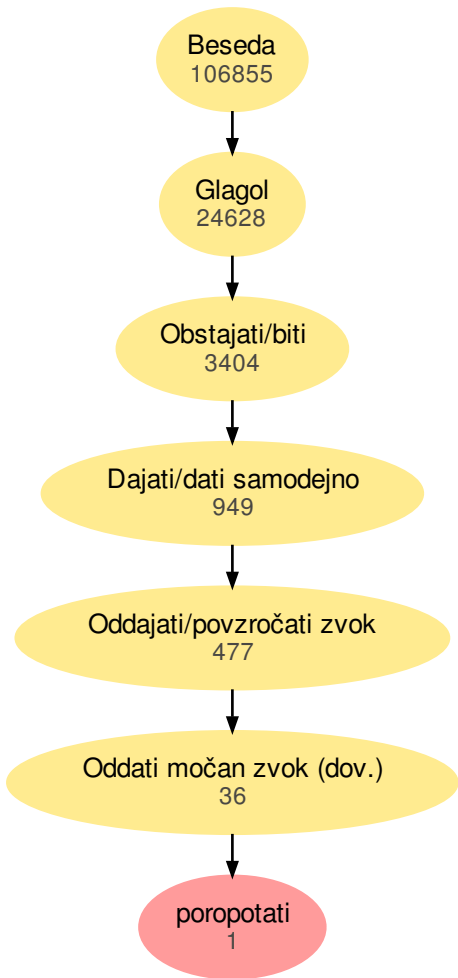 Beseda
106855
Glagol
24628
Obstajati/biti
3404
Dajati/dati samodejno
949
Oddajati/povzročati zvok
477
Oddati močan zvok (dov.)
36
poropotati
1